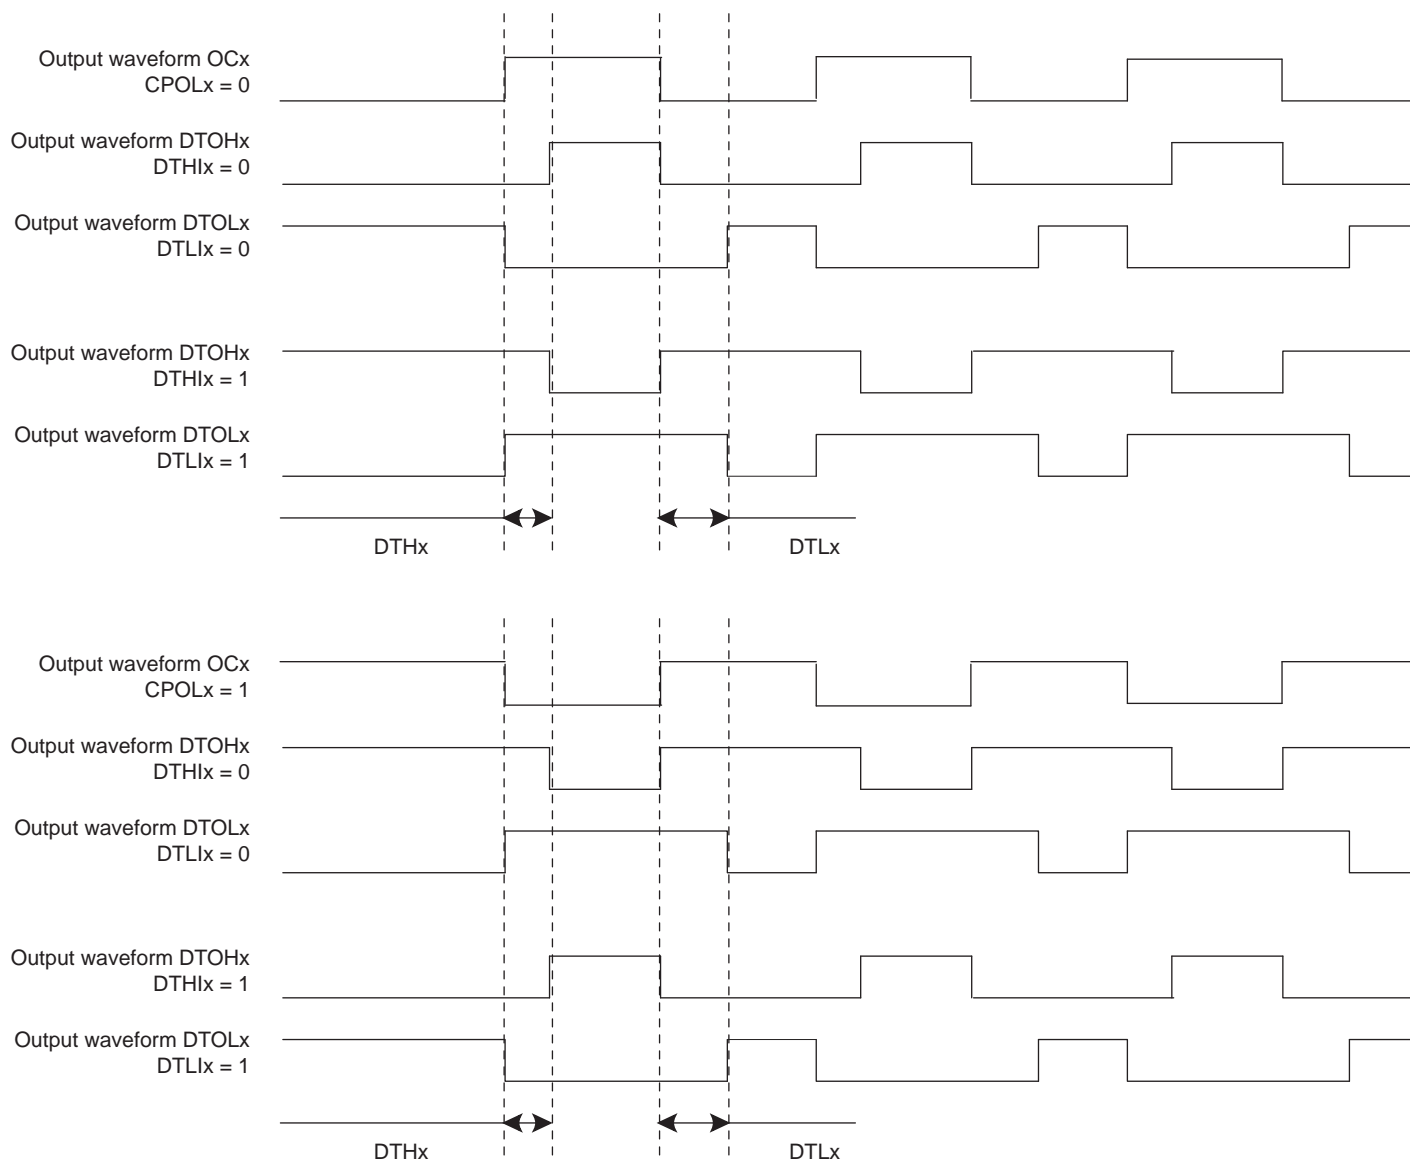 Output waveform OCx
CPOLx = 0
Output waveform DTOHx
DTHIx = 0
Output waveform DTOLx
DTLIx = 0
Output waveform DTOHx
DTHIx = 1
Output waveform DTOLx
DTLIx = 1
DTHx
DTLx
Output waveform OCx
CPOLx = 1
Output waveform DTOHx
DTHIx = 0
Output waveform DTOLx
DTLIx = 0
Output waveform DTOHx
DTHIx = 1
Output waveform DTOLx
DTLIx = 1
DTHx
DTLx